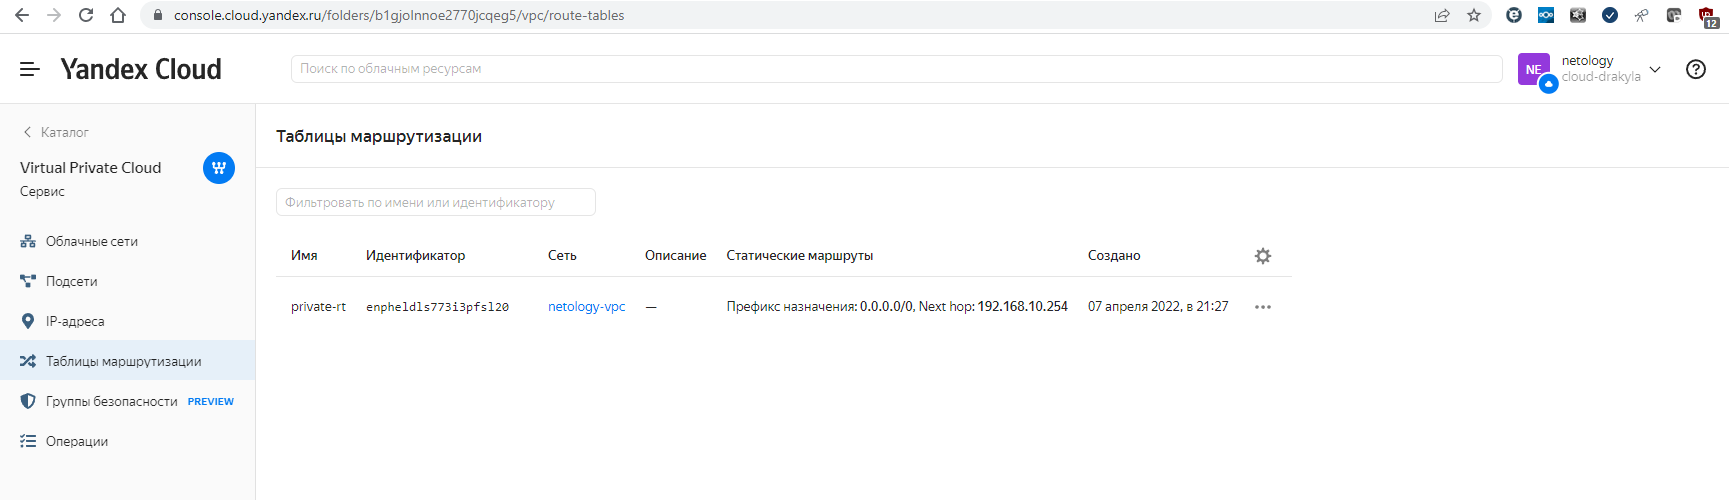 console.cloud.yandex.ru/folders/b1gjolnnoe2770jcqeg5/vpc/route-tables
12
Yandex Cloud
Поиск по облачным ресурсам
NE
netology
cloud-drakyla
Каталог
Virtual Private Cloud
Сервис
Облачные сети
Подсети
IP-адреса
Таблицы маршрутизации
Группы безопасности PREVIEW
Операции
Таблицы маршрутизации
Фильтровать по имени или идентификатору
Имя Идентификатор Сеть Описание Статические маршруты Создано
private-rt enpheldls773i3pfsl20 netology-vpc — Префикс назначения: 0.0.0.0/0, Next hop: 192.168.10.254 07 апреля 2022, в 21:27